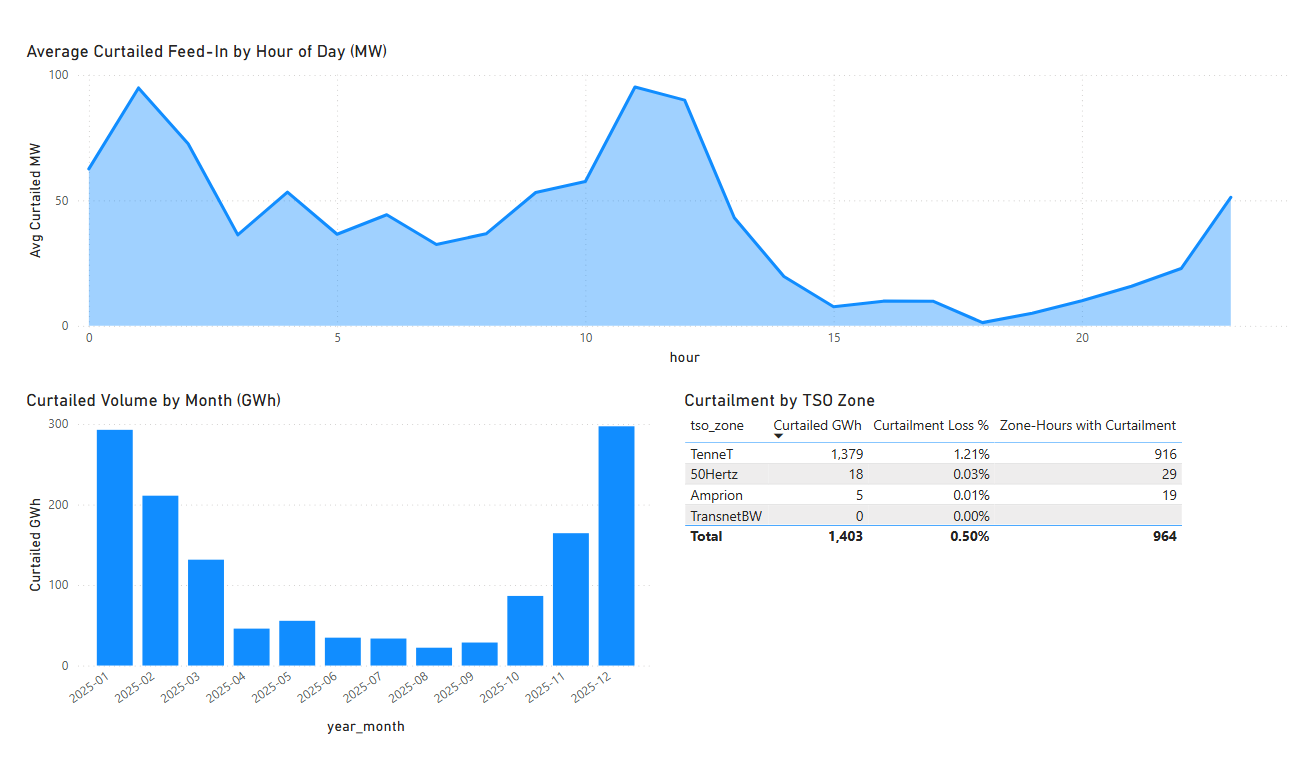 Average Curtailed Feed-In by Hour of Day (MW)
Avg Curtailed MW
100
50
0
0 5 10 15 20
hour
Curtailed Volume by Month (GWh)
Curtailed GWh
300
200
100
0
2025-01 2025-02 2025-03 2025-04 2025-05 2025-06 2025-07 2025-08 2025-09 2025-10 2025-11 2025-12
year_month
Curtailment by TSO Zone
tso_zone Curtailed GWh Curtailment Loss % Zone-Hours with Curtailment
TenneT 1,379 1.21% 916
50Hertz 18 0.03% 29
Amprion 5 0.01% 19
TransnetBW 0 0.00%
Total 1,403 0.50% 964